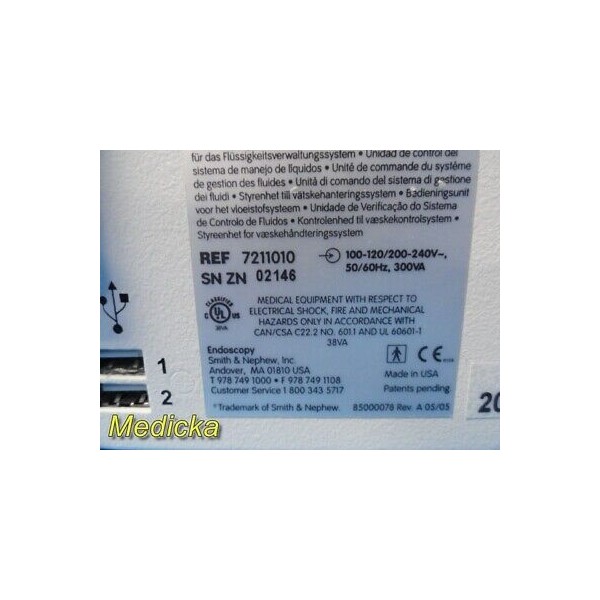 für das Flüssigkeitsverwaltungssystem • Unidad de control del
sistema de manejo de líquidos • Unité de commande du système
de gestion des fluides • Unità di comando del sistema di gestione
dei fluidi • Styrenhet till vätskehanteringssystem • Bedieningsunit
voor het vloeistofsysteem • Unidade de Verificação do Sistema
de Controlo de Fluidos • Kontrolenhed til væskekontrolsystem •
Styreenhet for væskehåndteringssystem
REF 7211010
100-120/200-240V~,
50/60Hz, 300VA
SN ZN 02146
CLASSIFIED
C UL US
38VA
MEDICAL EQUIPMENT WITH RESPECT TO
ELECTRICAL SHOCK, FIRE AND MECHANICAL
HAZARDS ONLY IN ACCORDANCE WITH
CAN/CSA C22.2 NO. 601.1 AND UL 60601-1
38VA
Endoscopy
Smith & Nephew, Inc.
Andover, MA 01810 USA
T 978 749 1000 • F 978 749 1108
Customer Service 1 800 343 5717
CE
Made in USA
Patents pending.
*Trademark of Smith & Nephew.
85000078 Rev. A 05/05
1
2
20
Medicka